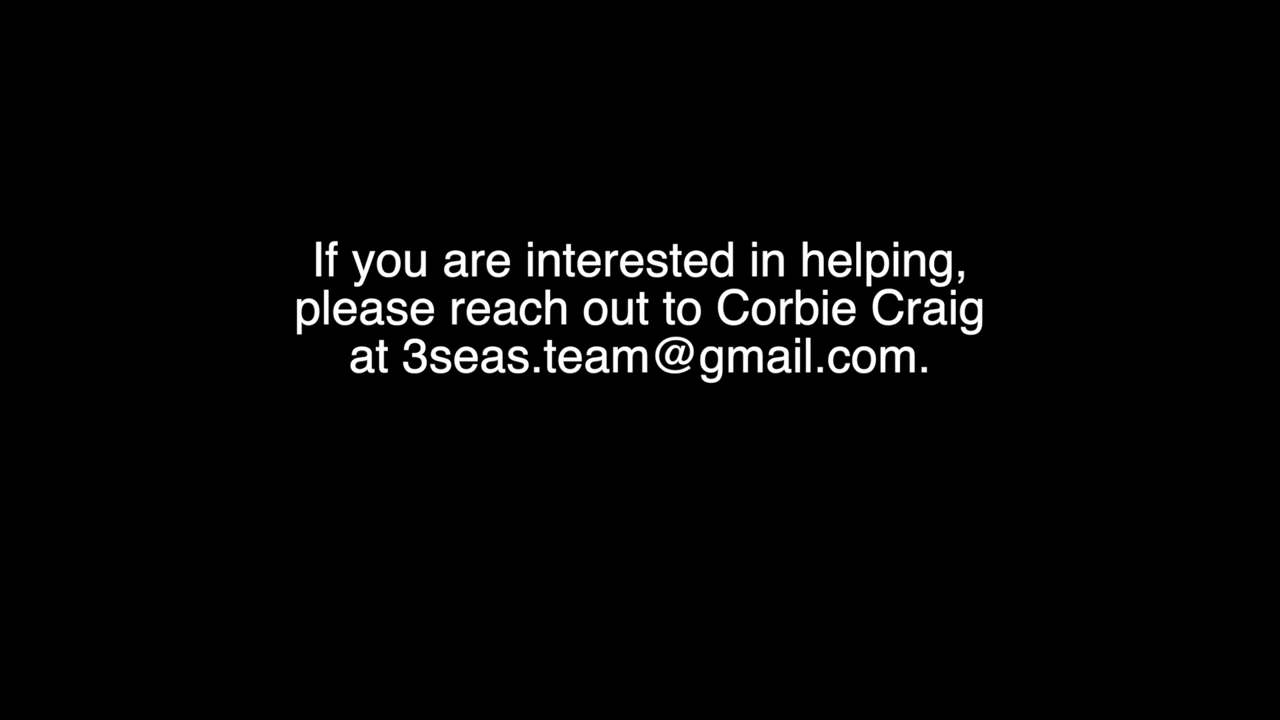 If you are interested in helping,
please reach out to Corbie Craig
at 3seas.team@gmail.com.